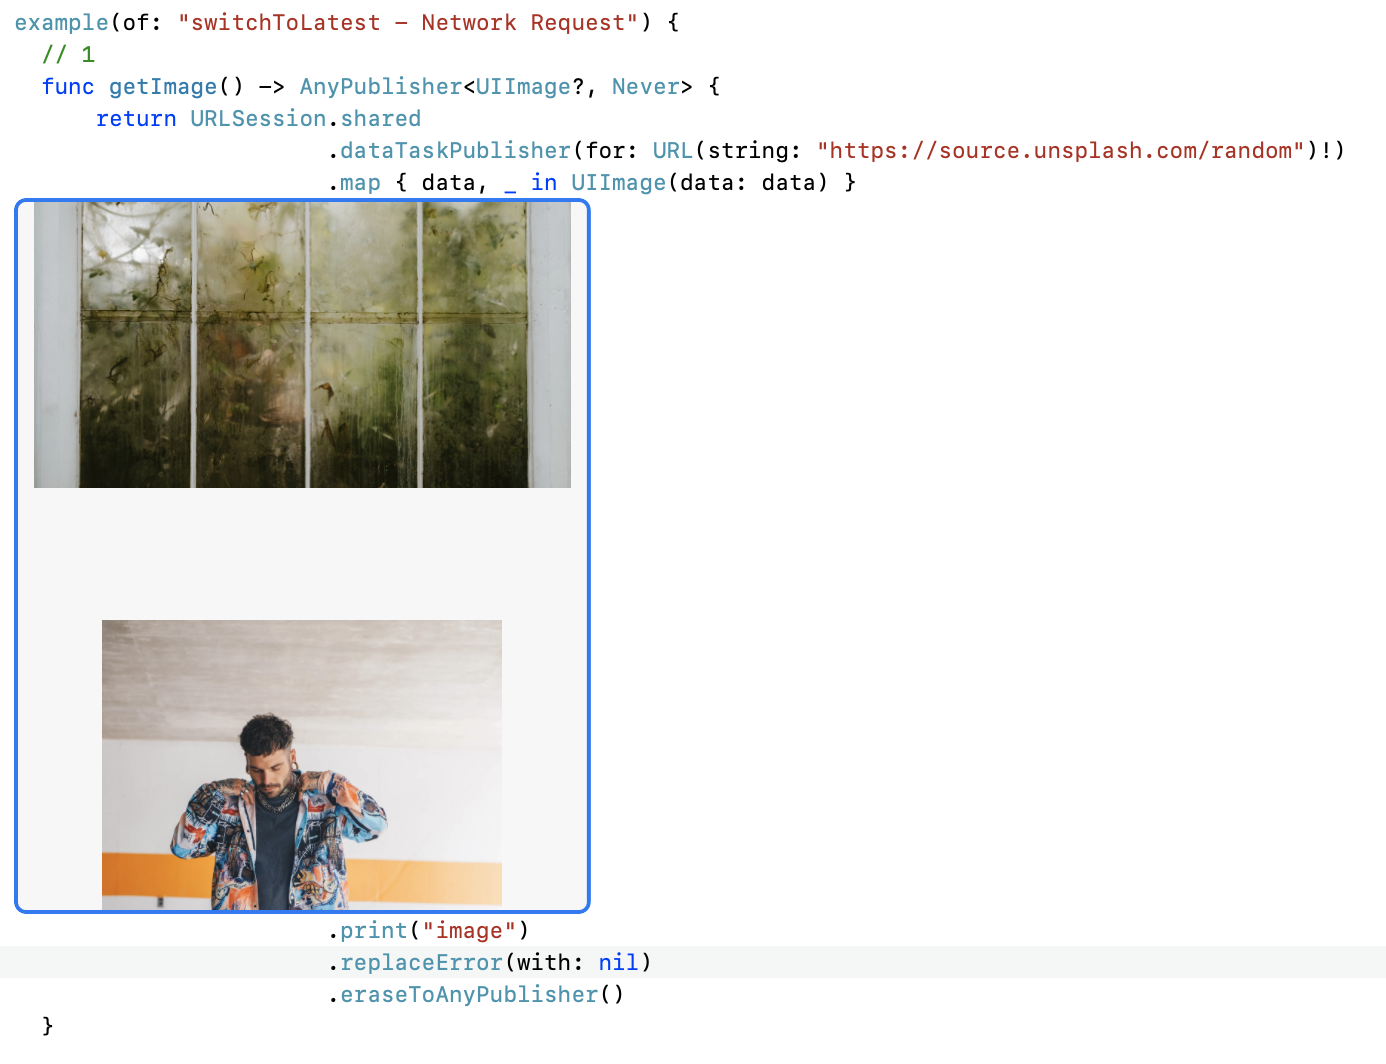 example(of: "switchToLatest – Network Request") {
// 1
func getImage() -> AnyPublisher<UIImage?, Never> {
return URLSession.shared
.dataTaskPublisher(for: URL(string: "https://source.unsplash.com/random")!)
.map { data, _ in UIImage(data: data) }
.print("image")
.replaceError(with: nil)
.eraseToAnyPublisher()
}